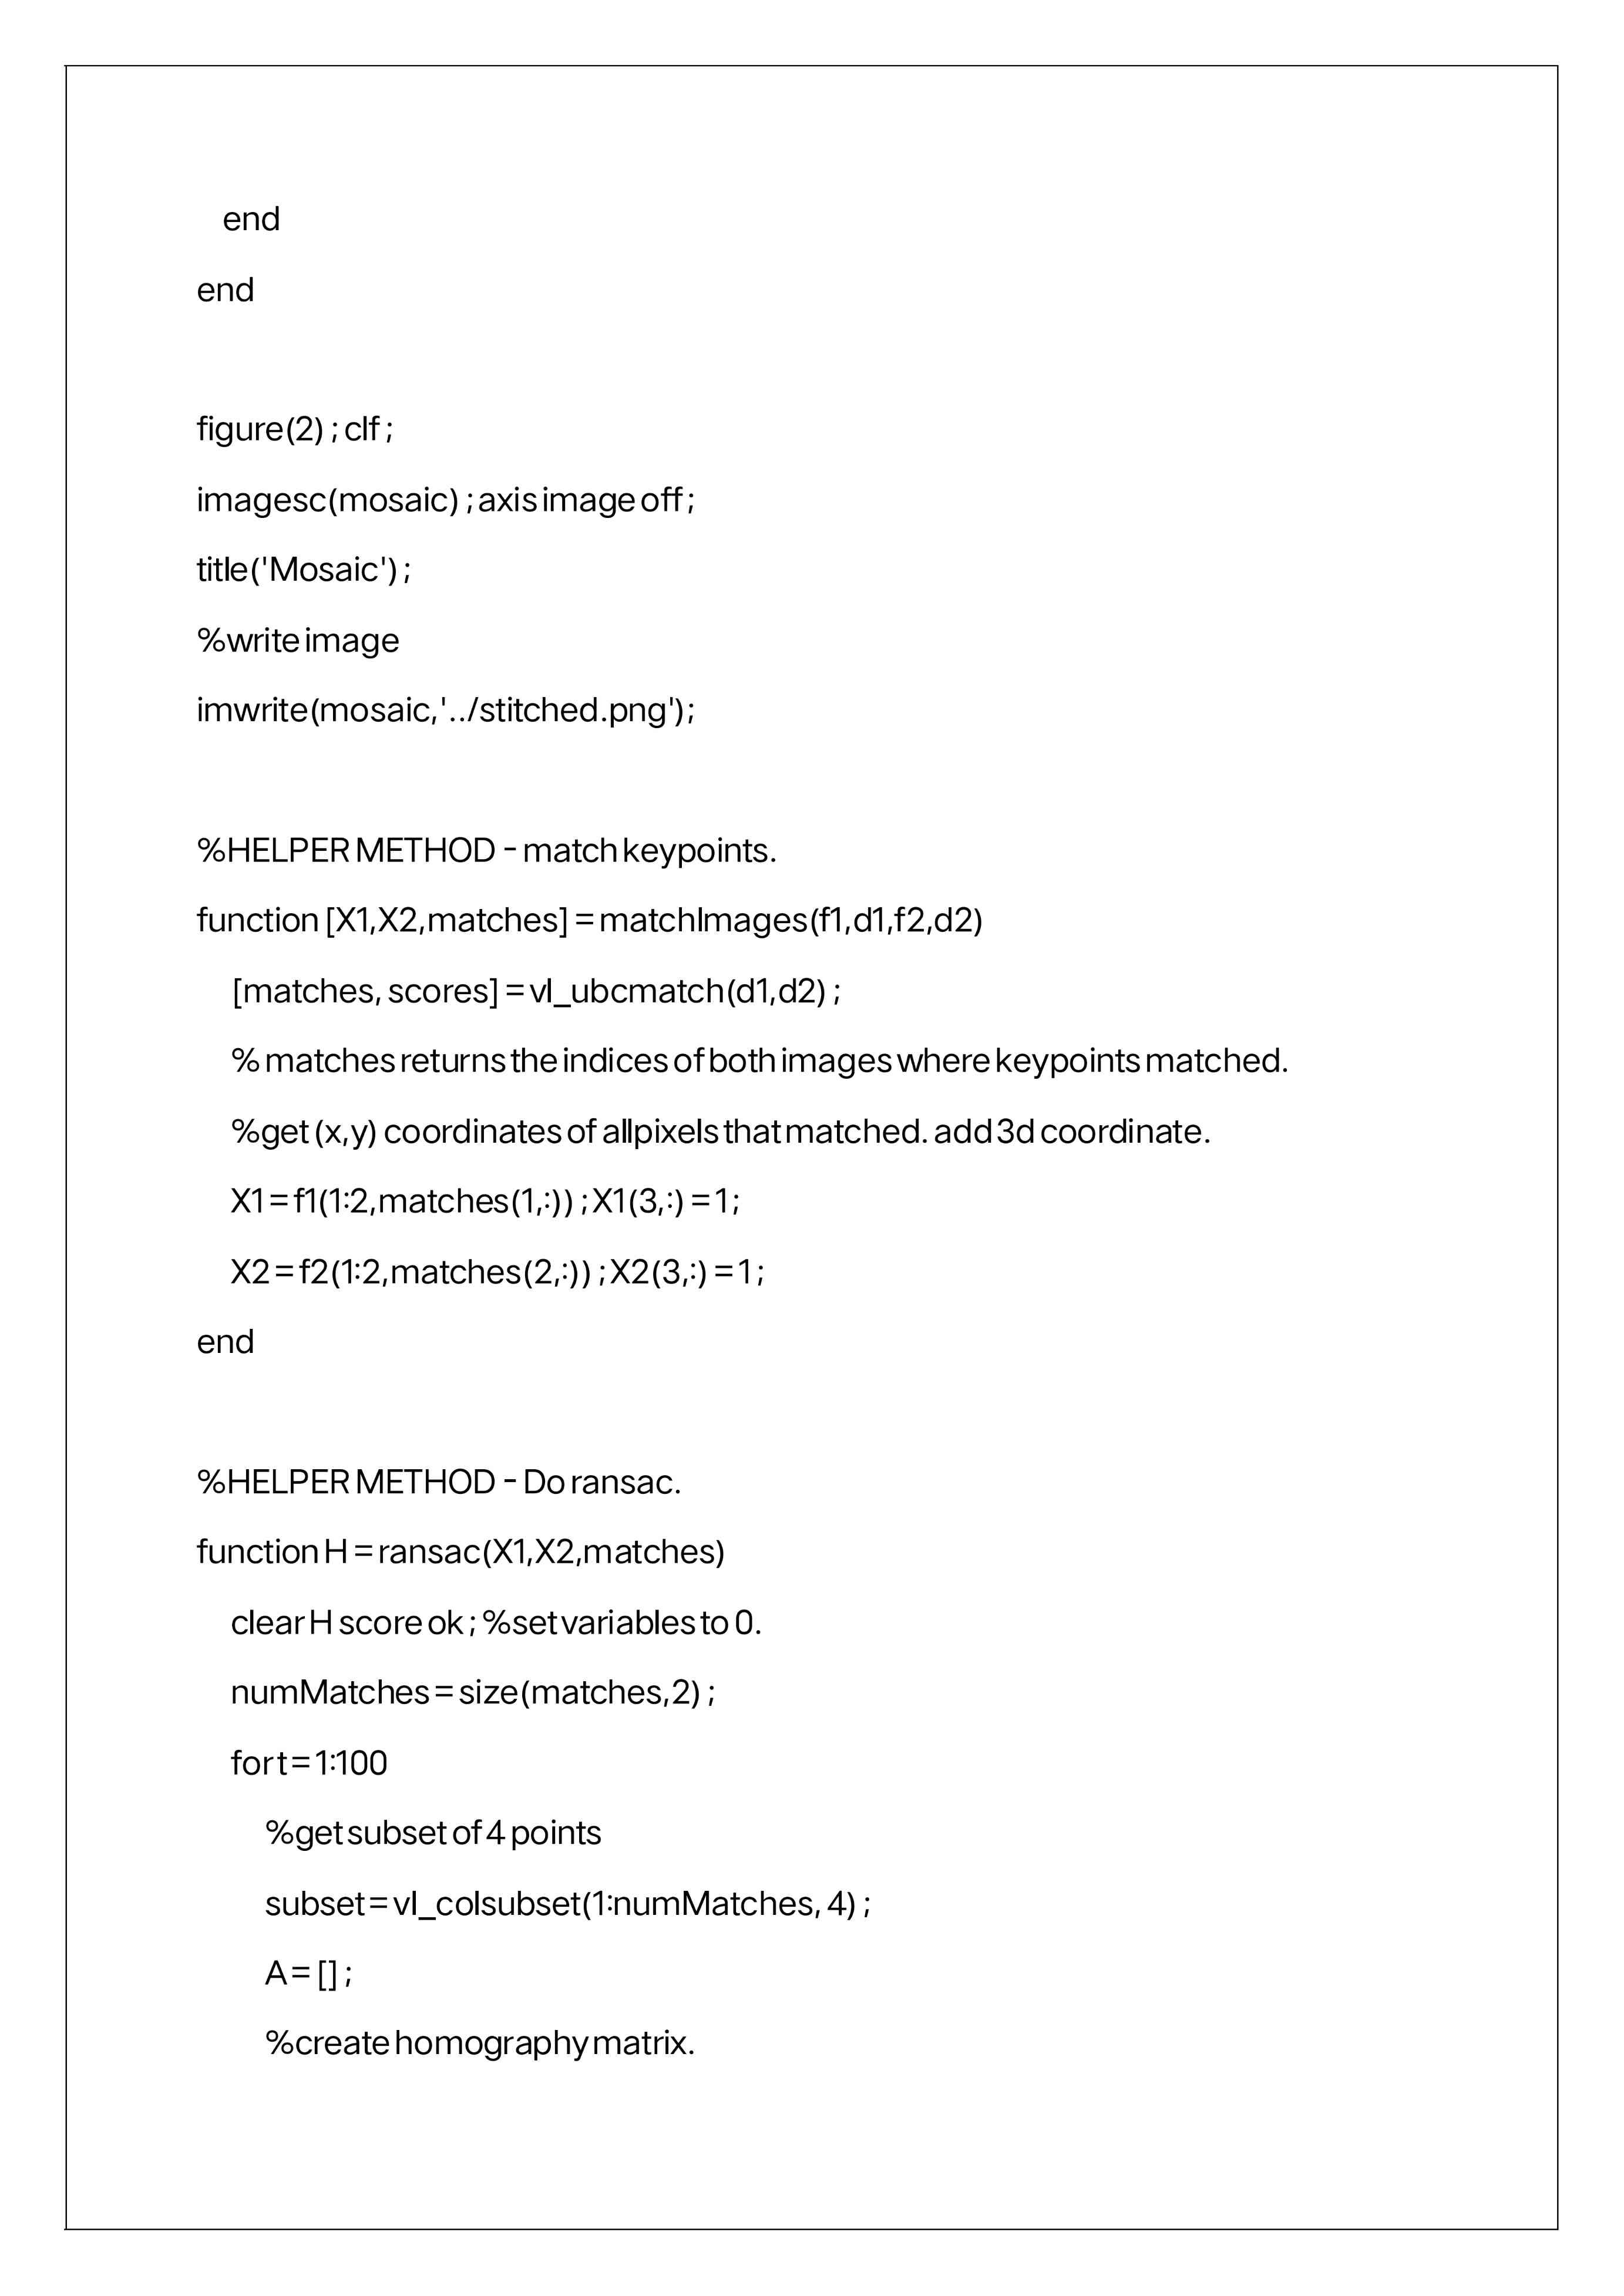 end
end
figure(2) ; clf ;
imagesc(mosaic) ; axis image off ;
title('Mosaic') ;
%write image
imwrite(mosaic,'../stitched.png');
%HELPER METHOD - match keypoints.
function [X1,X2,matches] = matchImages(f1,d1,f2,d2)
[matches, scores] = vl_ubcmatch(d1,d2) ;
% matches returns the indices of both images where keypoints matched.
%get (x,y) coordinates of all pixels that matched. add 3d coordinate.
X1 = f1(1:2,matches(1,:)) ; X1(3,:) = 1 ;
X2 = f2(1:2,matches(2,:)) ; X2(3,:) = 1 ;
end
%HELPER METHOD - Do ransac.
function H = ransac(X1,X2,matches)
clear H score ok ; %set variables to 0.
numMatches = size(matches,2) ;
for t = 1:100
%get subset of 4 points
subset = vl_colsubset(1:numMatches, 4) ;
A = [] ;
%create homography matrix.